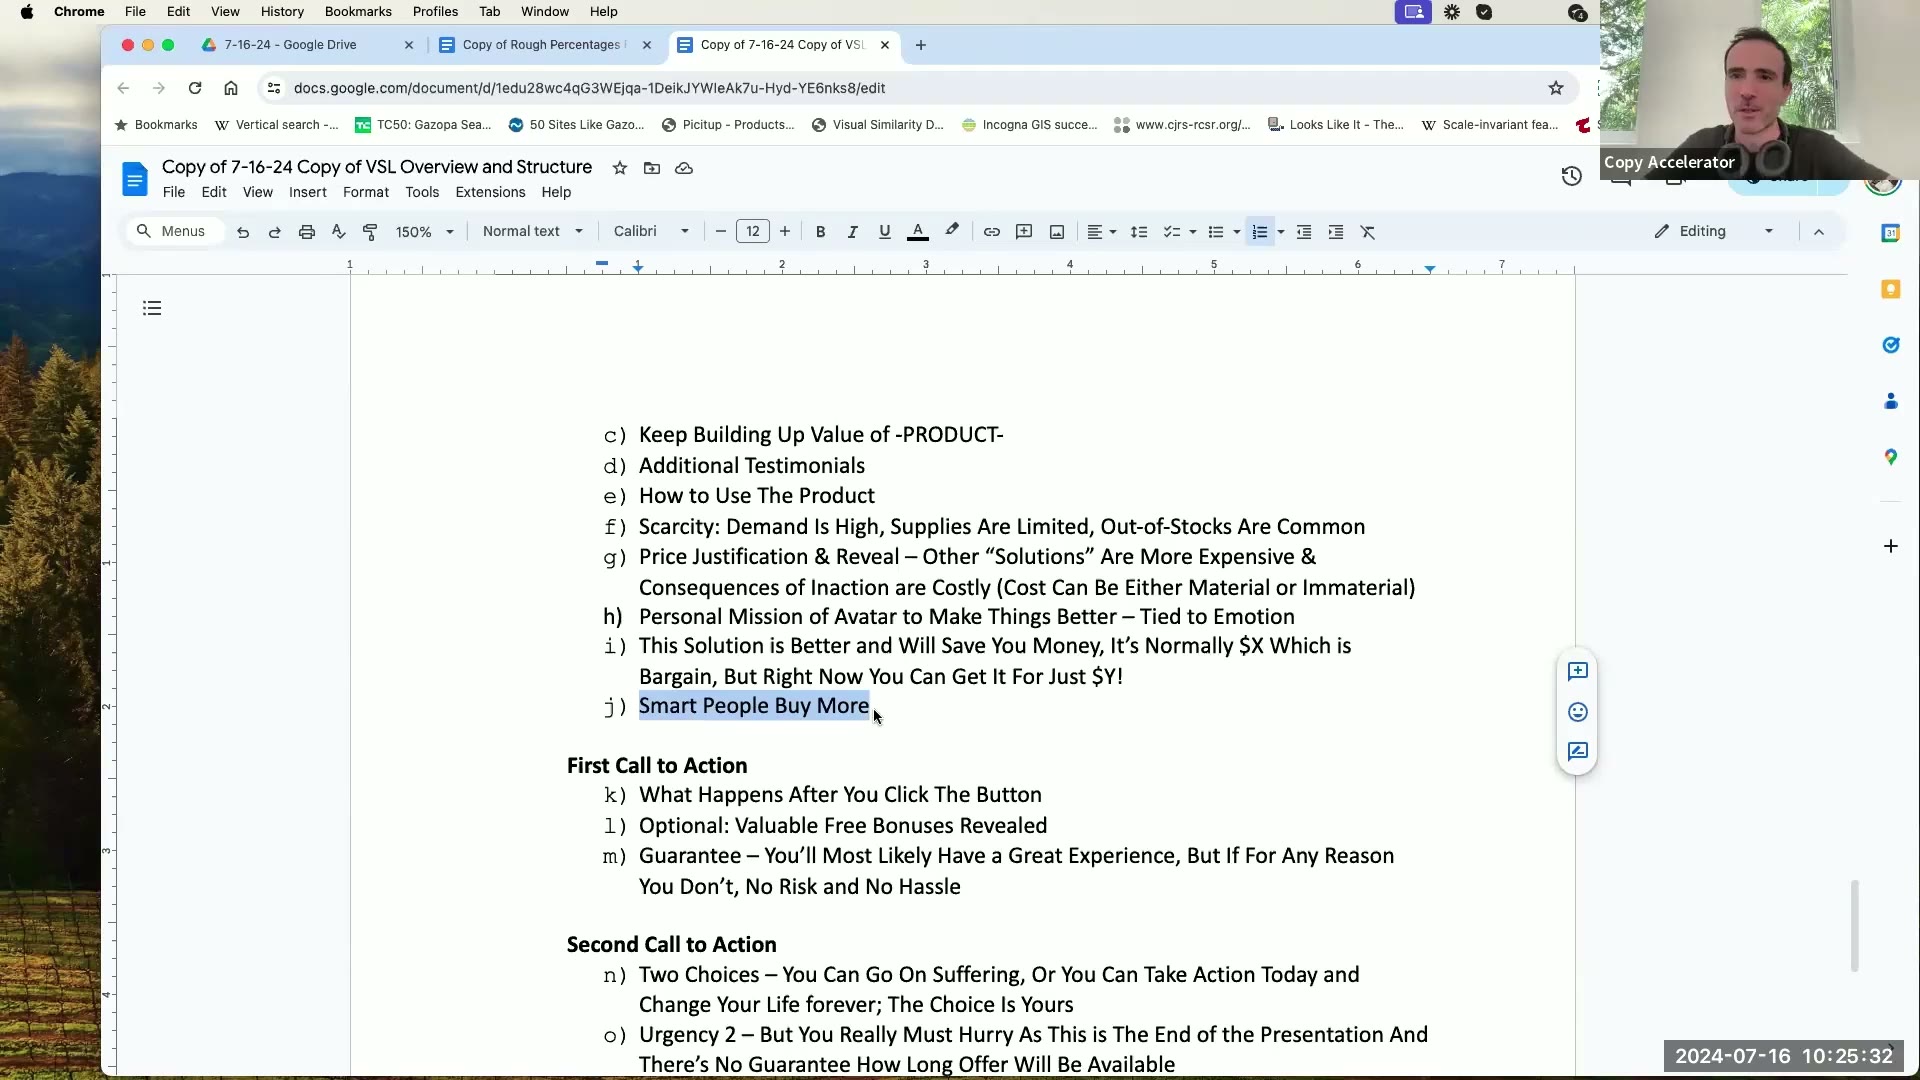 Chrome File Edit View History Bookmarks Profiles Tab Window Help
7-16-24 - Google Drive
Copy of Rough Percentages
Copy of 7-16-24 Copy of VSL
docs.google.com/document/d/1edu28wc4qG3WEjqa-1DeikJYWIeAk7u-Hyd-YE6nks8/edit
Bookmarks
Vertical search -...
TC50: Gazopa Sea...
50 Sites Like Gazo...
Picitup - Products...
Visual Similarity D...
Incogna GIS succe...
www.cjrs-rcsr.org/...
Looks Like It - The...
Scale-invariant fea...
Copy Accelerator
Copy of 7-16-24 Copy of VSL Overview and Structure
File Edit View Insert Format Tools Extensions Help
Menus 150% Normal text Calibri 12 Editing
1 1 2 3 4 5 6 7
c) Keep Building Up Value of -PRODUCT-
d) Additional Testimonials
e) How to Use The Product
f) Scarcity: Demand Is High, Supplies Are Limited, Out-of-Stocks Are Common
g) Price Justification & Reveal – Other “Solutions” Are More Expensive &
Consequences of Inaction are Costly (Cost Can Be Either Material or Immaterial)
h) Personal Mission of Avatar to Make Things Better – Tied to Emotion
i) This Solution is Better and Will Save You Money, It’s Normally $X Which is
Bargain, But Right Now You Can Get It For Just $Y!
j) Smart People Buy More
First Call to Action
k) What Happens After You Click The Button
l) Optional: Valuable Free Bonuses Revealed
m) Guarantee – You’ll Most Likely Have a Great Experience, But If For Any Reason
You Don’t, No Risk and No Hassle
Second Call to Action
n) Two Choices – You Can Go On Suffering, Or You Can Take Action Today and
Change Your Life forever; The Choice Is Yours
o) Urgency 2 – But You Really Must Hurry As This is The End of the Presentation And
There’s No Guarantee How Long Offer Will Be Available
2024-07-16 10:25:32